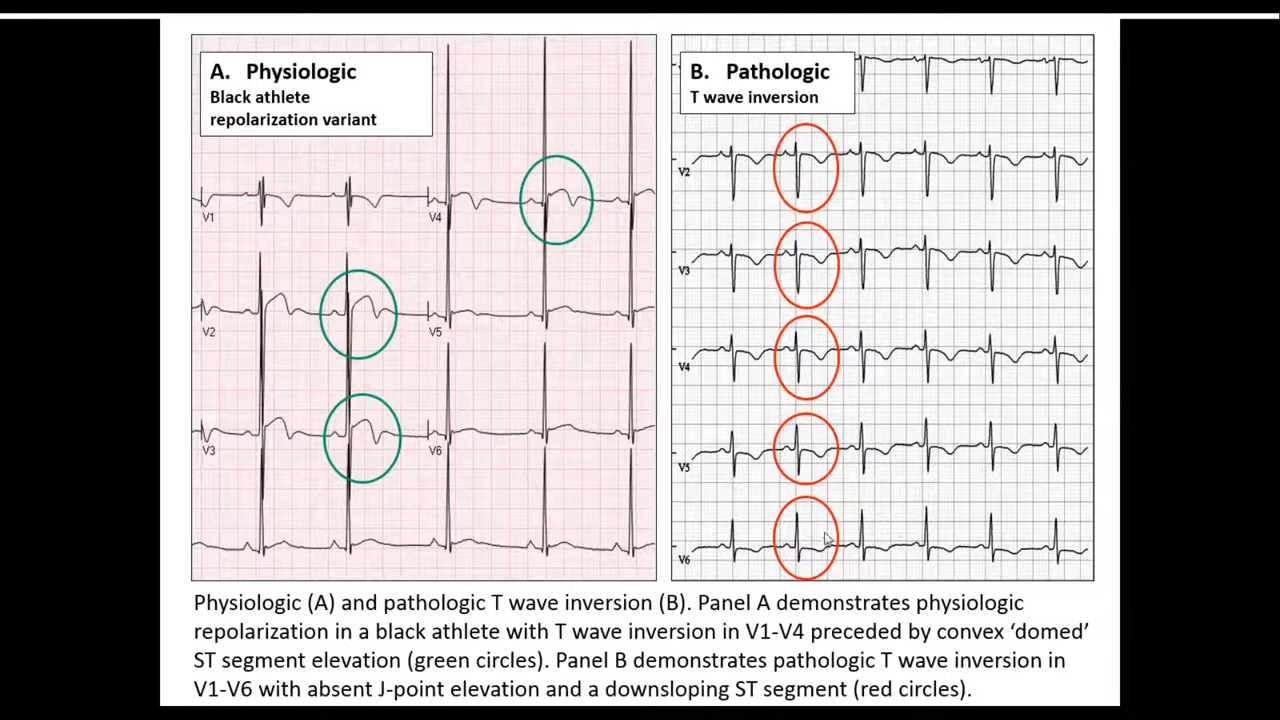 A. Physiologic
Black athlete
repolarization variant
V1
V4
V2
V5
V3
V6
B. Pathologic
T wave inversion
V2
V3
V4
V5
V6
Physiologic (A) and pathologic T wave inversion (B). Panel A demonstrates physiologic
repolarization in a black athlete with T wave inversion in V1-V4 preceded by convex ‘domed’
ST segment elevation (green circles). Panel B demonstrates pathologic T wave inversion in
V1-V6 with absent J-point elevation and a downsloping ST segment (red circles).